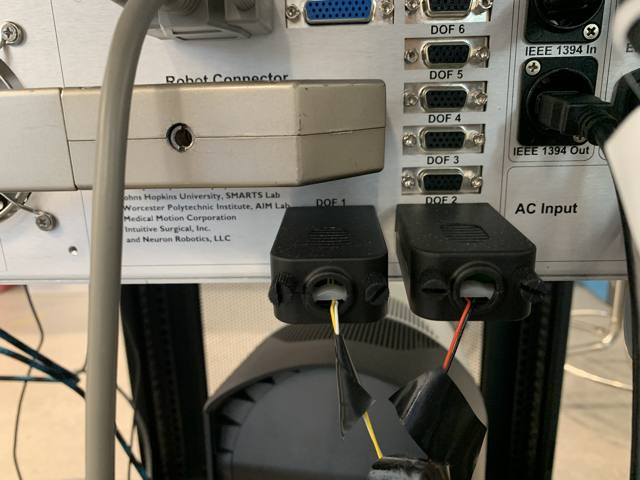 DOF 6
IEEE 1394 In
Robot Connector
DOF 5
DOF 4
DOF 3
IEEE 1394 Out
DOF 2
DOF 1
AC Input
ohns Hopkins University, SMARTS Lab
Worcester Polytechnic Institute, AIM Lab
Medical Motion Corporation
Intuitive Surgical, Inc.
and Neuron Robotics, LLC